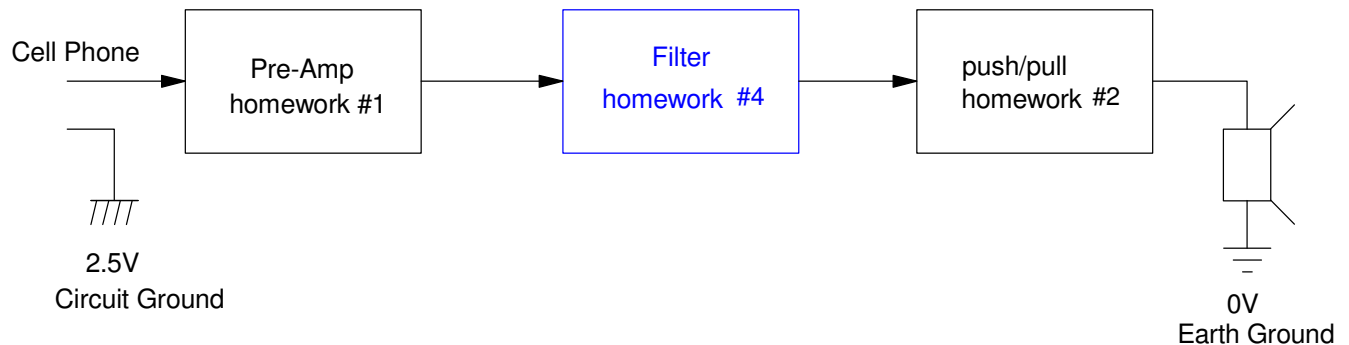 Cell Phone
Pre-Amp
homework #1
Filter
homework #4
push/pull
homework #2
2.5V
Circuit Ground
0V
Earth Ground